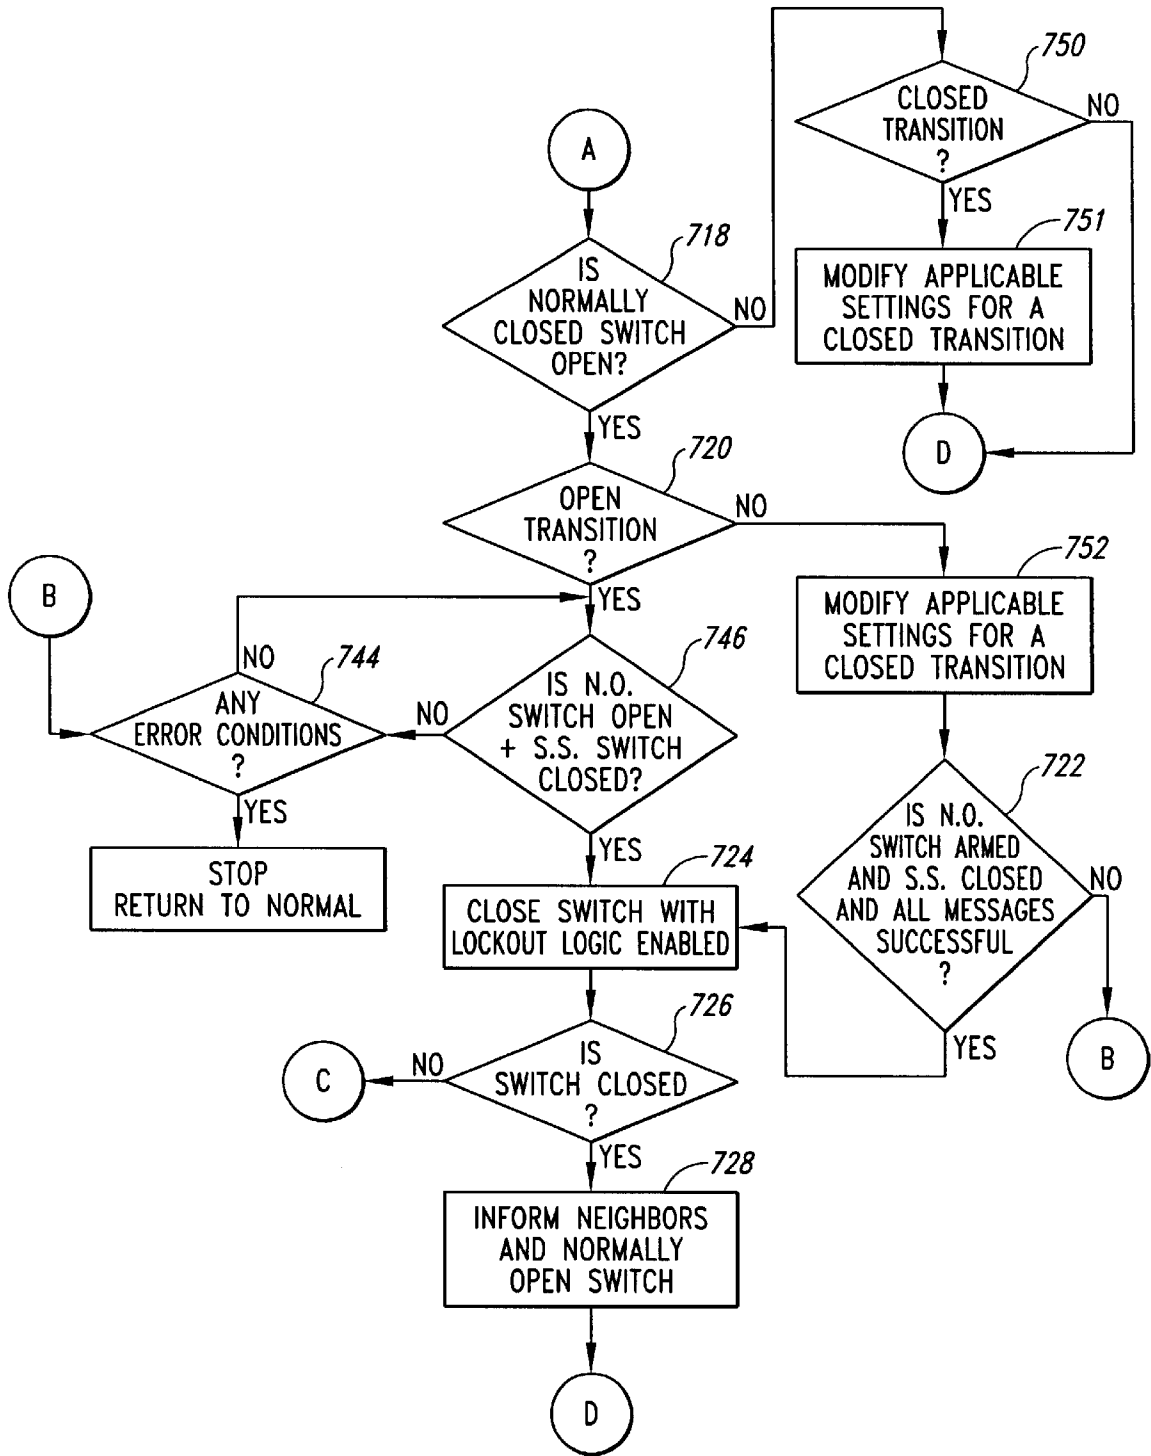 750
CLOSED
TRANSITION
?
NO
YES
A
751
MODIFY APPLICABLE
SETTINGS FOR A
CLOSED TRANSITION
D
718
IS
NORMALLY
CLOSED SWITCH
OPEN?
NO
YES
720
OPEN
TRANSITION
?
NO
YES
752
MODIFY APPLICABLE
SETTINGS FOR A
CLOSED TRANSITION
B
744
ANY
ERROR CONDITIONS
?
NO
YES
STOP
RETURN TO NORMAL
746
IS N.O.
SWITCH OPEN
+ S.S. SWITCH
CLOSED?
NO
YES
722
IS N.O.
SWITCH ARMED
AND S.S. CLOSED
AND ALL MESSAGES
SUCCESSFUL
?
NO
YES
B
724
CLOSE SWITCH WITH
LOCKOUT LOGIC ENABLED
726
IS
SWITCH CLOSED
?
NO
C
YES
728
INFORM NEIGHBORS
AND NORMALLY
OPEN SWITCH
D